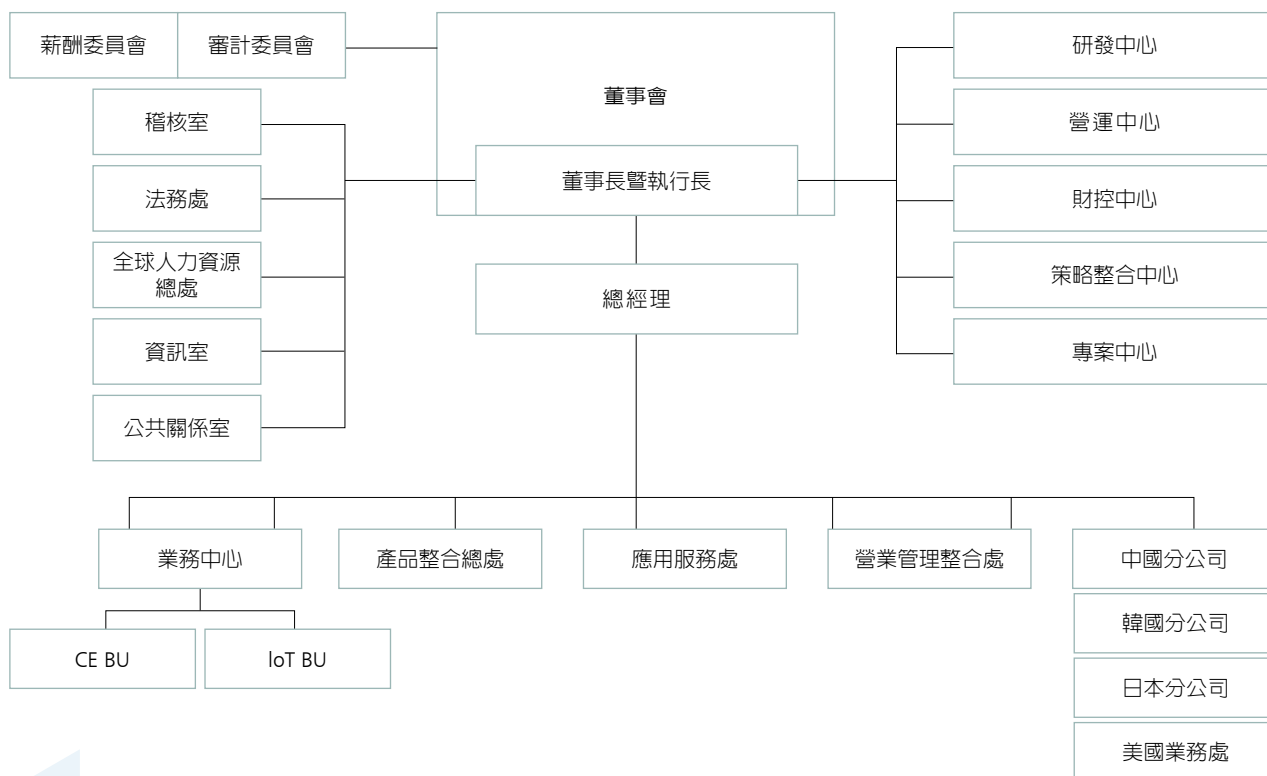 薪酬委員會
審計委員會
董事會
董事長暨執行長
總經理
稽核室
法務處
全球人力資源
總處
資訊室
公共關係室
研發中心
營運中心
財控中心
策略整合中心
專案中心
業務中心
產品整合總處
應用服務處
營業管理整合處
中國分公司
韓國分公司
日本分公司
美國業務處
CE BU
IoT BU